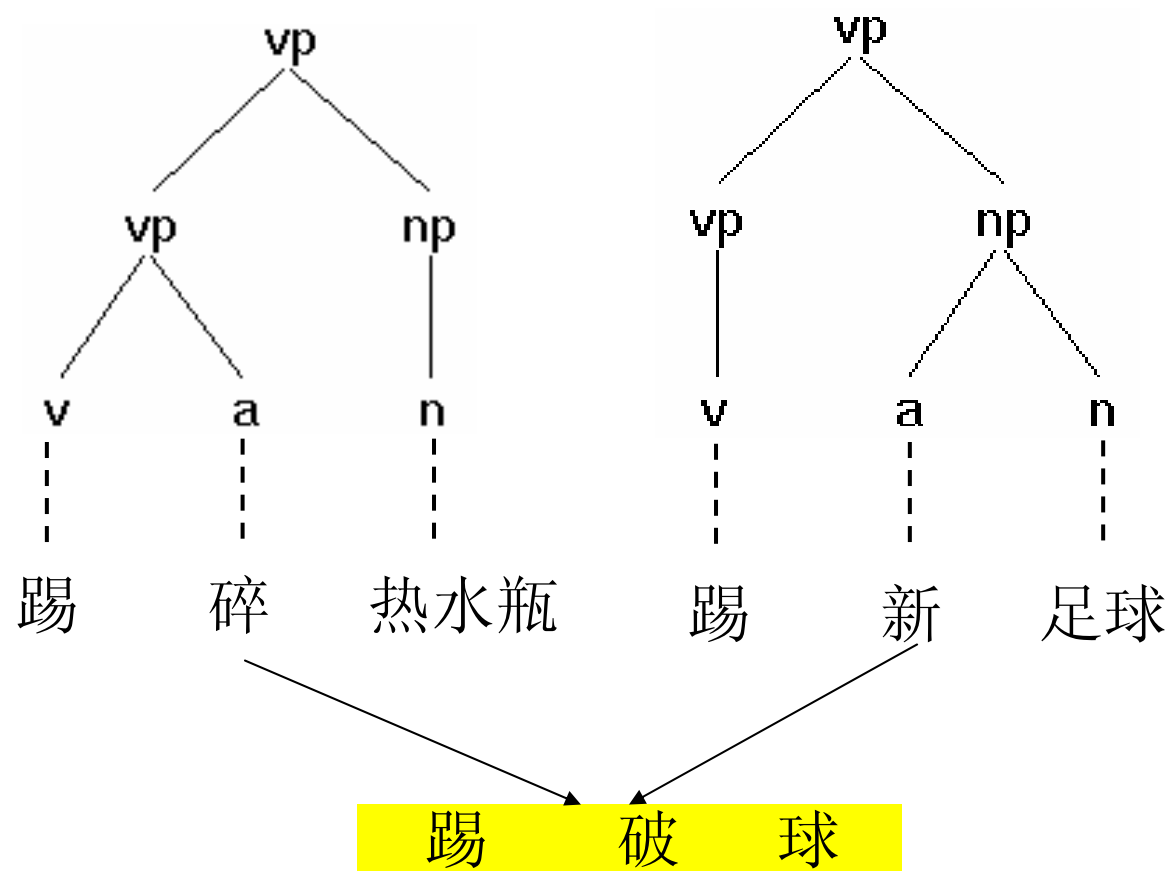 vp vp
vp np vp np
v a n v a n
踢 碎 热水瓶 踢 新 足球
踢 破 球